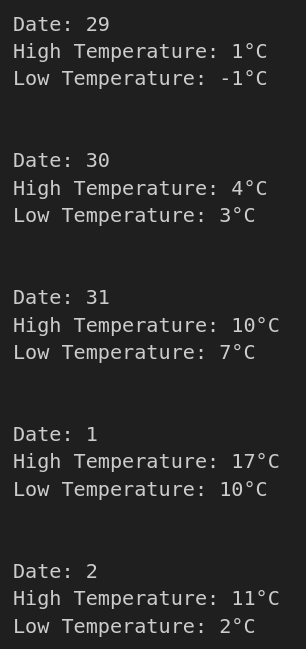 Date: 29
High Temperature: 1°C
Low Temperature: -1°C
Date: 30
High Temperature: 4°C
Low Temperature: 3°C
Date: 31
High Temperature: 10°C
Low Temperature: 7°C
Date: 1
High Temperature: 17°C
Low Temperature: 10°C
Date: 2
High Temperature: 11°C
Low Temperature: 2°C